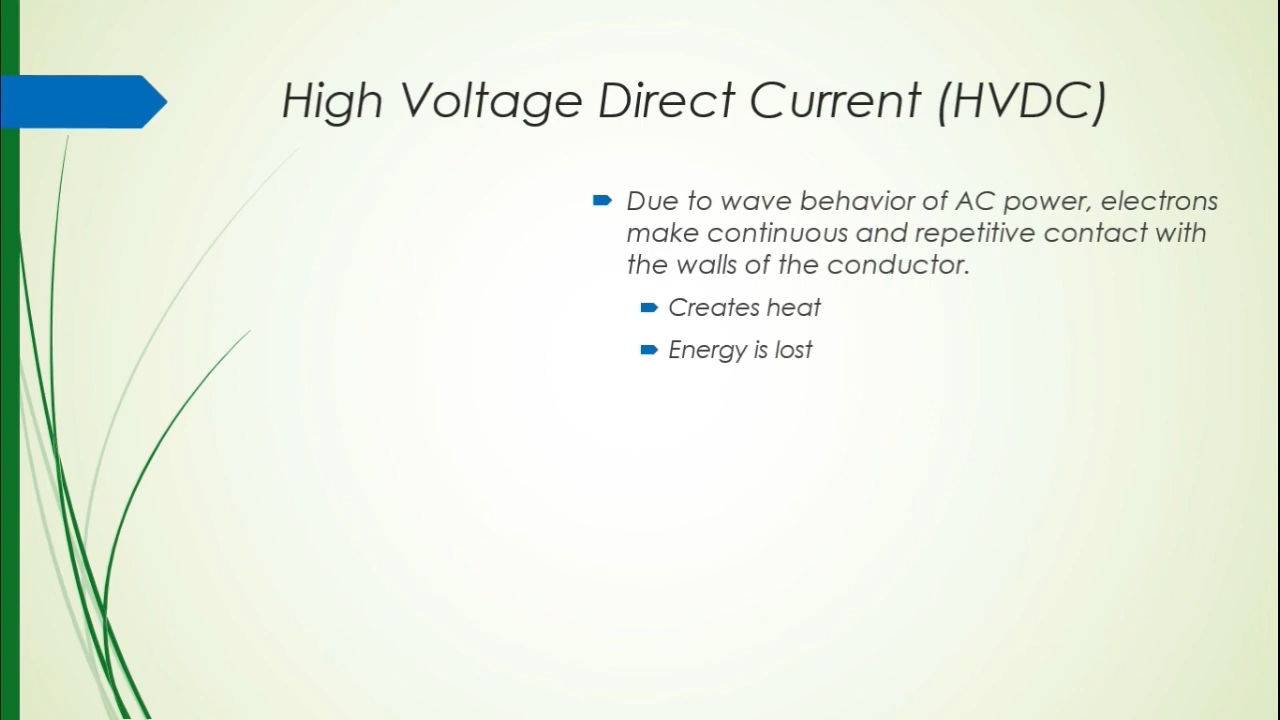 High Voltage Direct Current (HVDC)
Due to wave behavior of AC power, electrons
make continuous and repetitive contact with
the walls of the conductor.
Creates heat
Energy is lost